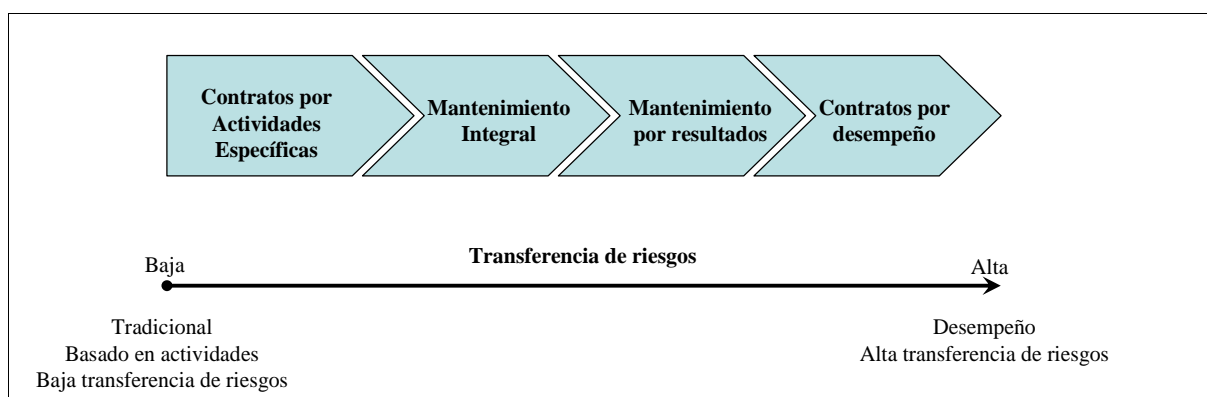 Contratos por
Actividades
Específicas
Mantenimiento
Integral
Mantenimiento
por resultados
Contratos por
desempeño
Transferencia de riesgos
Baja
Alta
Tradicional
Basado en actividades
Baja transferencia de riesgos
Desempeño
Alta transferencia de riesgos